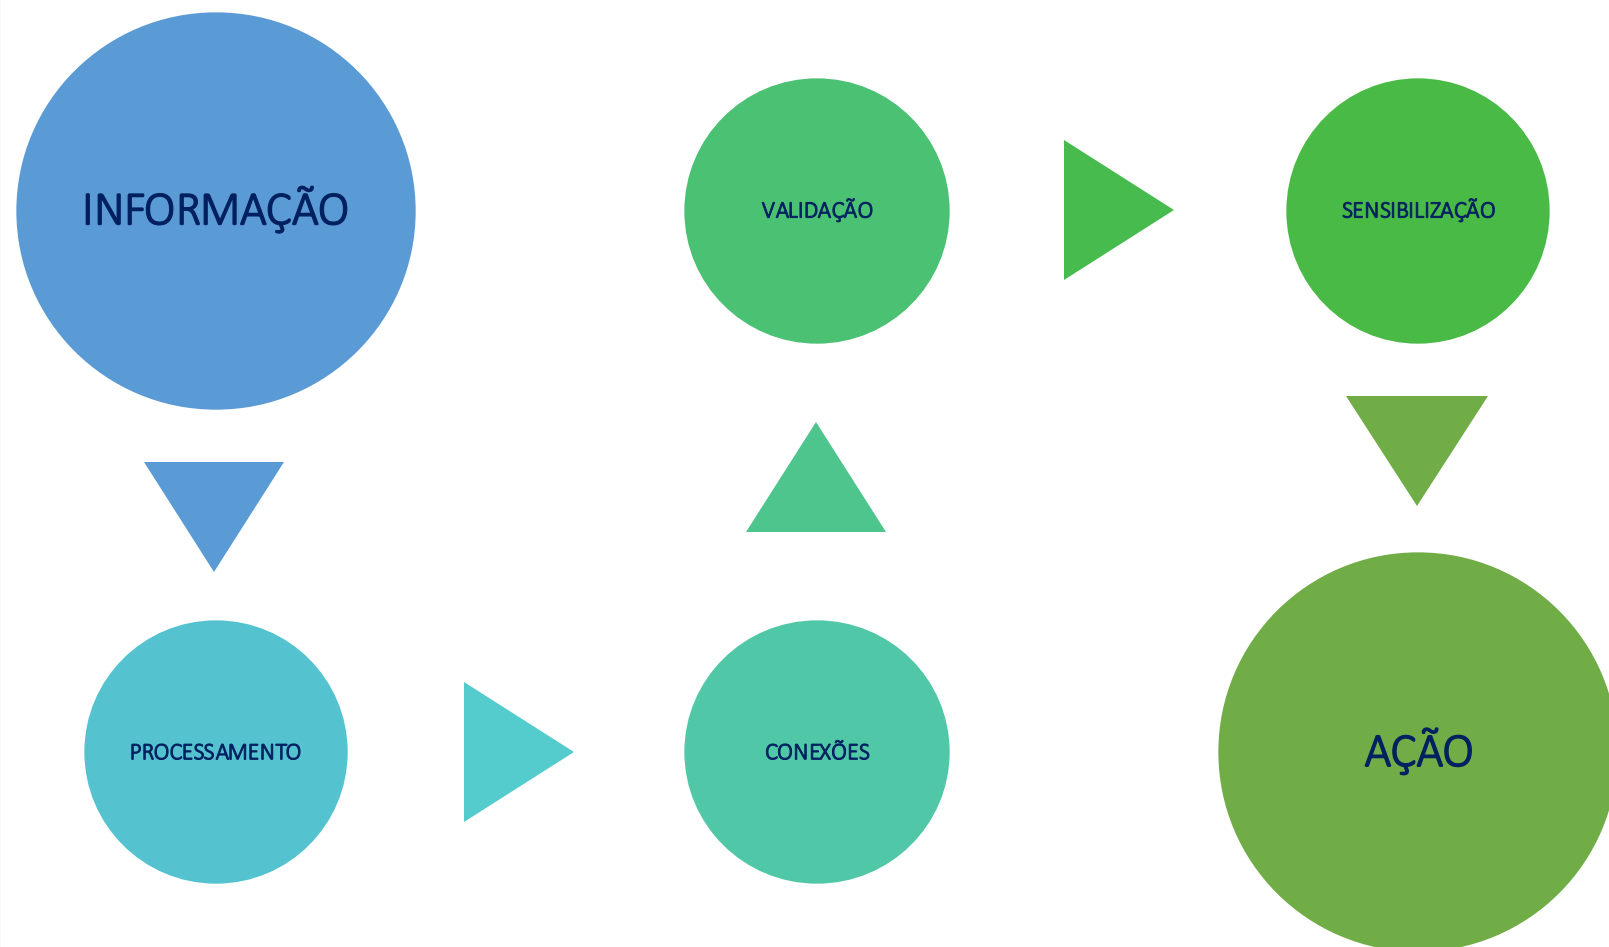 INFORMAÇÃO
PROCESSAMENTO
CONEXÕES
VALIDAÇÃO
SENSIBILIZAÇÃO
AÇÃO